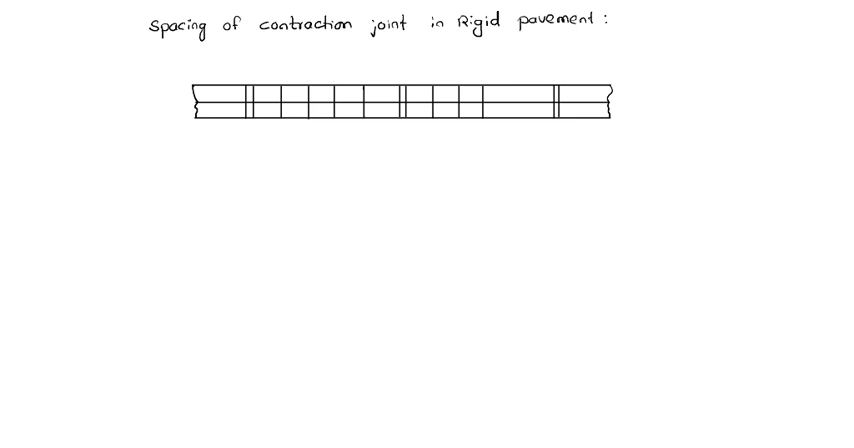 Spacing of contraction joint in Rigid pavement :